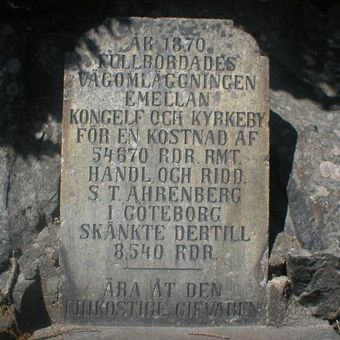 ÅR 1870
FULLBORDADES
VÄGOMLÄGGNINGEN
EMELLAN
KONGELF OCH KYRKEBY
FÖR EN KOSTNAD AF
54670 RDR. RMT.
HANDL OCH RIDD.
S. T. AHRENBERG
I GÖTEBORG
SKÄNKTE DERTILL
8,540 RDR.
ÄRA ÅT DEN
FRIKOSTIGE GIFVAREN